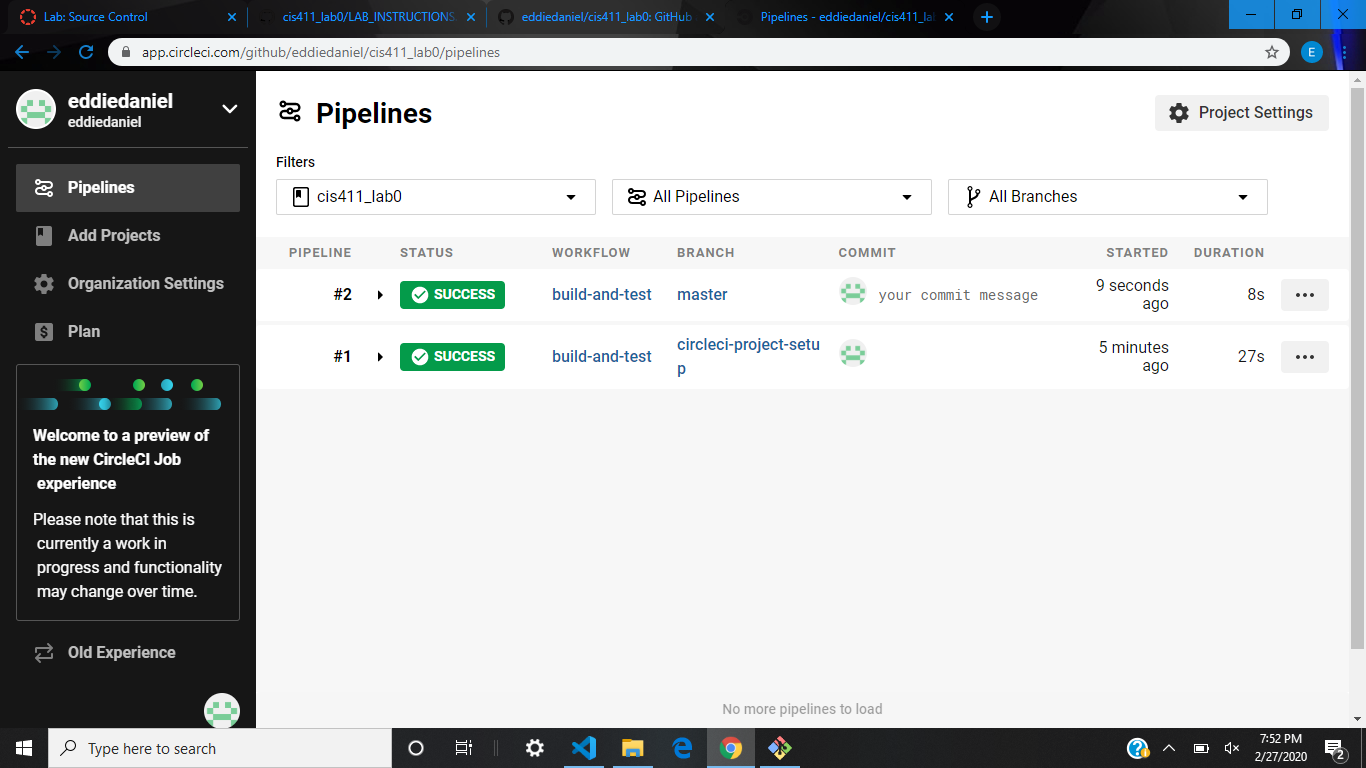 Lab: Source Control
cis411_lab0/LAB_INSTRUCTIONS.
eddiedaniel/cis411_lab0: GitHub
Pipelines - eddiedaniel/cis411_la
app.circleci.com/github/eddiedaniel/cis411_lab0/pipelines
E
eddiedaniel
eddiedaniel
Pipelines
Add Projects
Organization Settings
Plan
Welcome to a preview of
the new CircleCI Job
experience
Please note that this is
currently a work in
progress and functionality
may change over time.
Old Experience
Pipelines
Project Settings
Filters
cis411_lab0
All Pipelines
All Branches
PIPELINE STATUS WORKFLOW BRANCH COMMIT STARTED DURATION
#2 SUCCESS build-and-test master your commit message 9 seconds
ago 8s
#1 SUCCESS build-and-test circleci-project-setu
p 5 minutes
ago 27s
No more pipelines to load
Type here to search
7:52 PM
2/27/2020
2